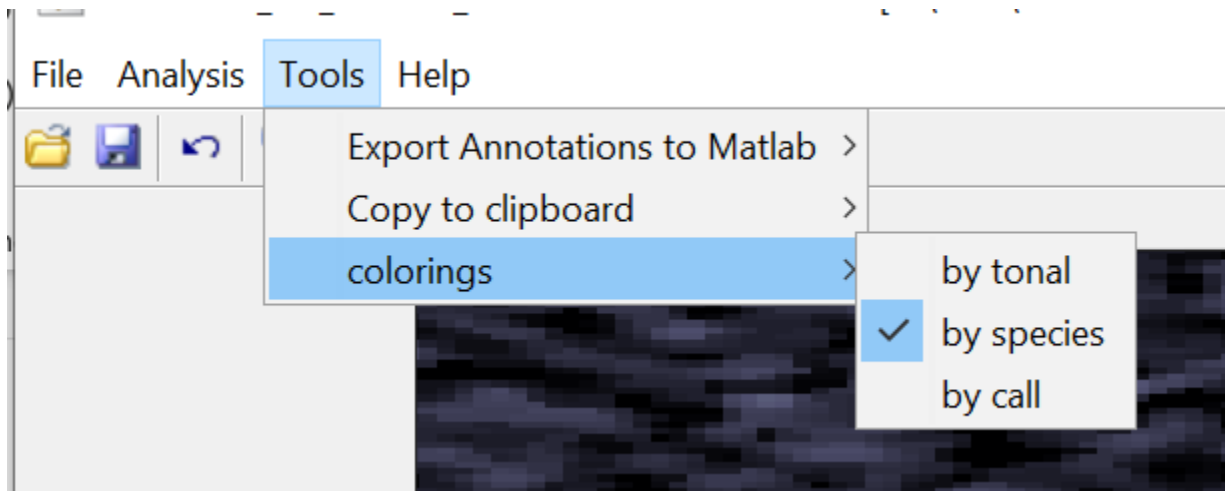 File Analysis Tools Help
Export Annotations to Matlab
Copy to clipboard
colorings
by tonal
by species
by call